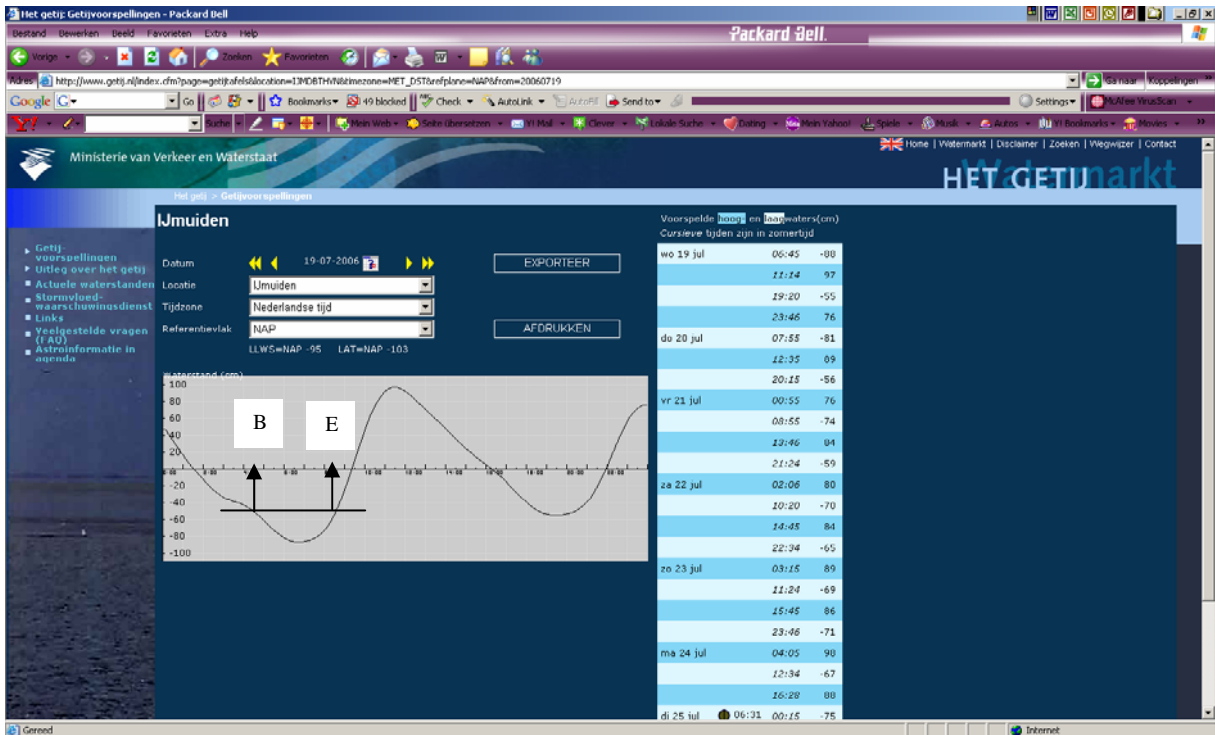 Het getij: Getijvoorspellingen - Packard Bell
Bestand Bewerken Beeld Favorieten Extra Help
Packard Bell.
Vorige Zoeken Favorieten
Adres http://www.getij.nl/index.cfm?page=getijtafels&location=IJMDBTHVN&timezone=MET_DST&refplane=NAP&from=20060719 Ga naar Koppelingen
Google G Go Bookmarks 49 blocked Check AutoLink AutoFill Send to Settings McAfee VirusScan
Y! Suche Mein Web Seite übersetzen Y! Mail Clever Lokale Suche Dating Mein Yahoo! Spiele Musik Autos Y! Bookmarks Movies
Ministerie van Verkeer en Waterstaat
Home | Watermarkt | Disclaimer | Zoeken | Wegwijzer | Contact
Watermarkt
HET GETIJ
Het getij > Getijvoorspellingen
Getij-
voorspellingen
Uitleg over het getij
Actuele waterstanden
Stormvloed-
waarschuwingsdienst
Links
Veelgestelde vragen
(FAQ)
Astroinformatie in
agenda
IJmuiden
Datum 19-07-2006 EXPORTEER
Locatie IJmuiden
Tijdzone Nederlandse tijd
Referentievlak NAP AFDRUKKEN
LLWS=NAP -95 LAT=NAP -103
Waterstand (cm)
100
80
60
40
20
-20
-40
-60
-80
-100
B
E
Voorspelde hoog- en laagwaters(cm)
Cursieve tijden zijn in zomertijd
wo 19 jul 06:45 -88
11:14 97
19:20 -55
23:46 76
do 20 jul 07:55 -81
12:35 89
20:15 -56
vr 21 jul 00:55 76
08:55 -74
13:46 84
21:24 -59
za 22 jul 02:06 80
10:20 -70
14:45 84
22:34 -65
zo 23 jul 03:15 89
11:24 -69
15:45 86
23:46 -71
ma 24 jul 04:05 98
12:34 -67
16:28 88
di 25 jul 06:31 00:15 -75
Gereed
Internet